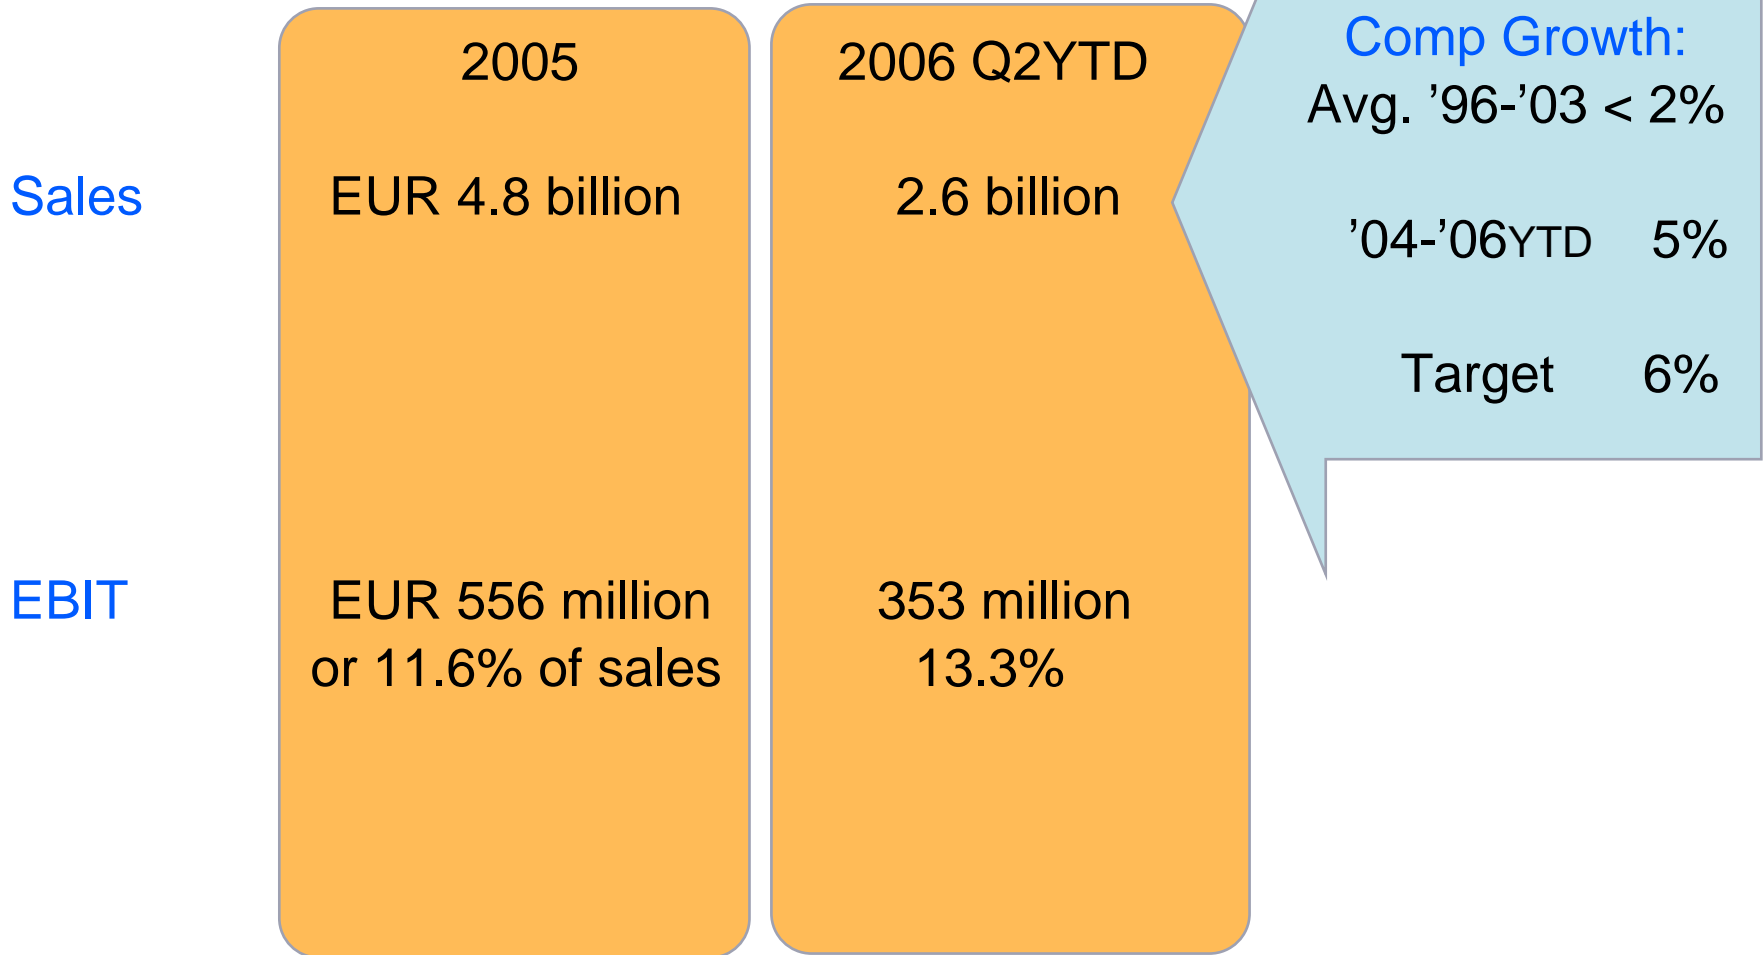 2005
2006 Q2YTD
Comp Growth:
Avg. ’96-’03 < 2%
Sales
EUR 4.8 billion
2.6 billion
’04-’06YTD 5%
Target 6%
EBIT
EUR 556 million
353 million
or 11.6% of sales
13.3%